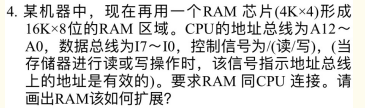 4. 某机器中，现在再用一个RAM 芯片(4K×4)形成
16K×8位的RAM 区域。CPU的地址总线为A12～
A0，数据总线为I7～I0，控制信号为/(读/写)，(当
存储器进行读或写操作时，该信号指示地址总线
上的地址是有效的)。要求RAM 同CPU 连接。请
画出RAM该如何扩展?